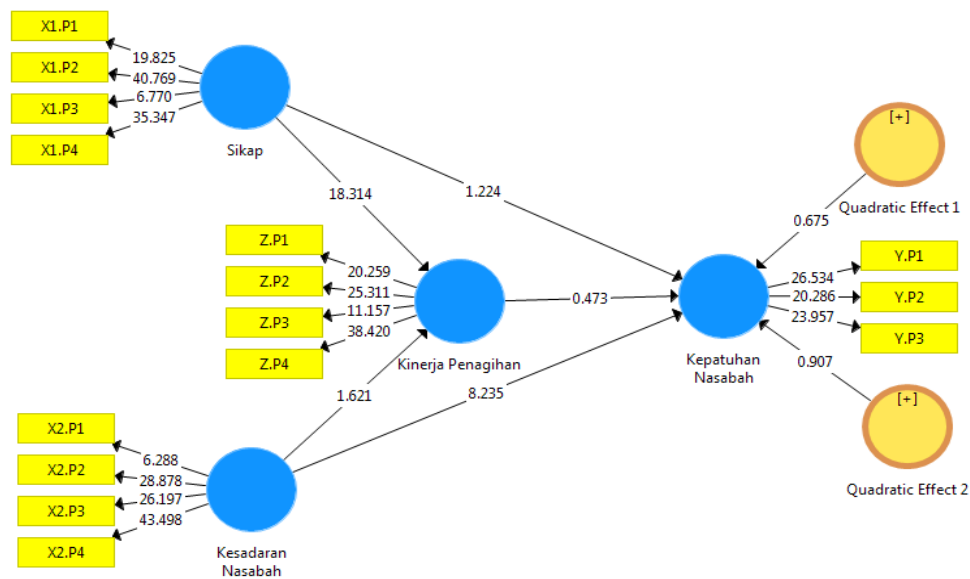 X1.P1
X1.P2
X1.P3
X1.P4
19.825
40.769
6.770
35.347
Sikap
18.314
1.224
[+]
Quadratic Effect 1
0.675
Z.P1
Z.P2
Z.P3
Z.P4
20.259
25.311
11.157
38.420
Kinerja Penagihan
0.473
Kepatuhan
Nasabah
26.534
20.286
23.957
Y.P1
Y.P2
Y.P3
1.621
8.235
0.907
[+]
Quadratic Effect 2
X2.P1
X2.P2
X2.P3
X2.P4
6.288
28.878
26.197
43.498
Kesadaran
Nasabah